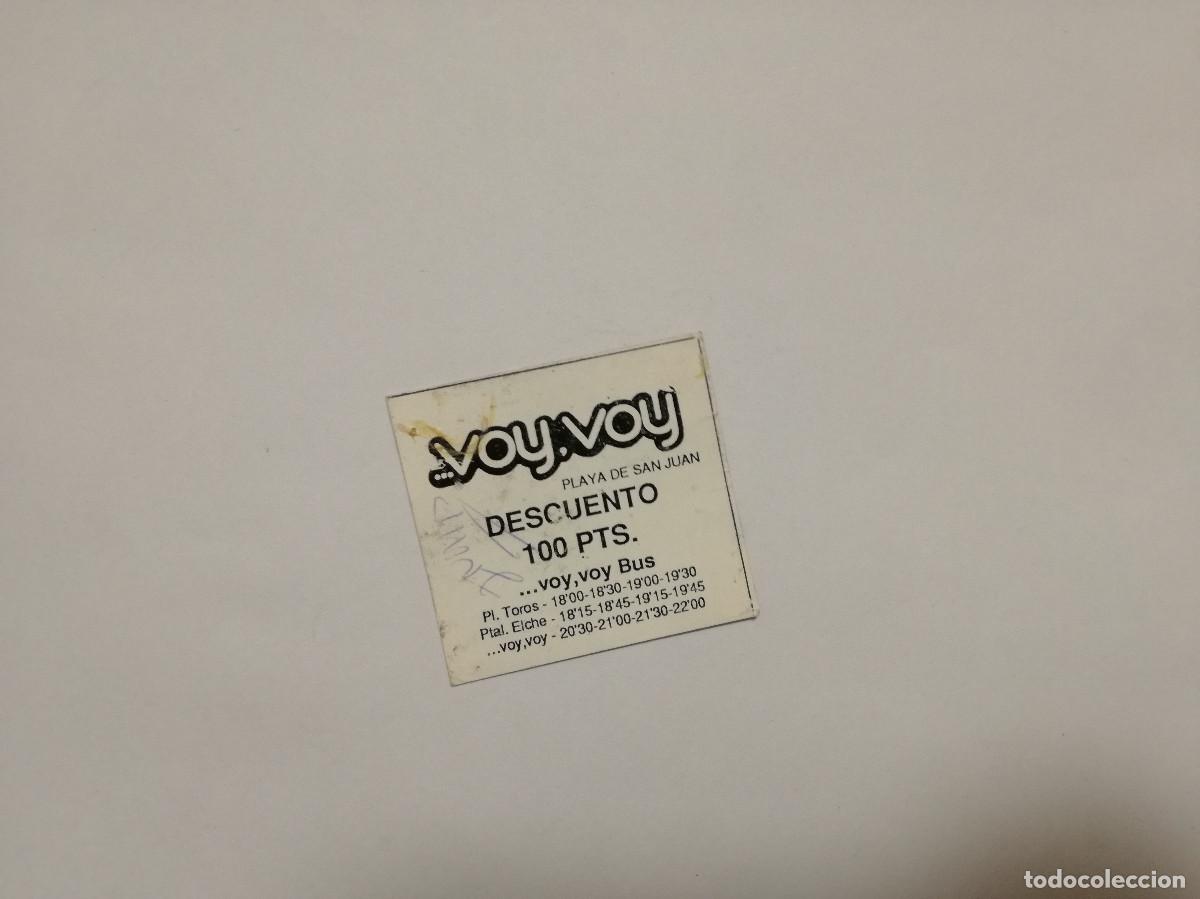 ...voy,voy
PLAYA DE SAN JUAN
DESCUENTO
100 PTS.
...voy,voy Bus
Pl. Toros - 18'00-18'30-19'00-19'30
Ptal. Elche - 18'15-18'45-19'15-19'45
...voy,voy - 20'30-21'00-21'30-22'00
todocoleccion